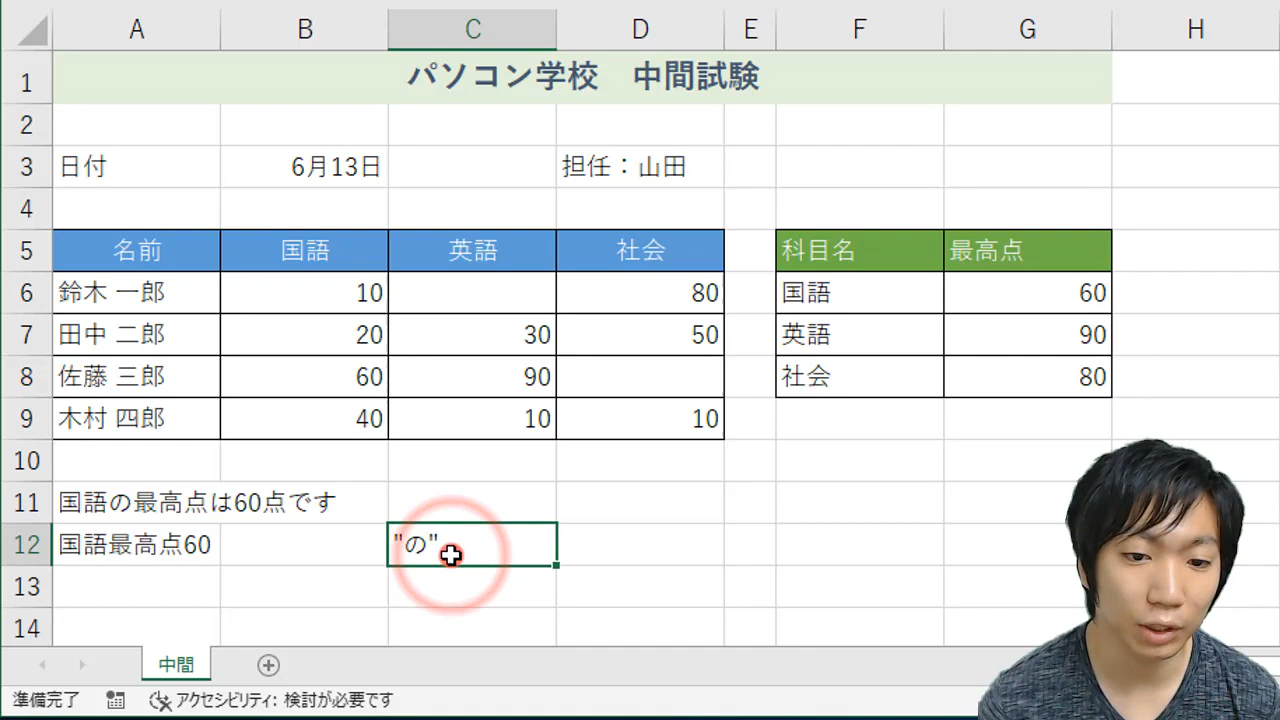 A B C D E F G H
1 パソコン学校 中間試験
2
3 日付 6月13日 担任：山田
4
5 名前 国語 英語 社会 科目名 最高点
6 鈴木 一郎 10 80 国語 60
7 田中 二郎 20 30 50 英語 90
8 佐藤 三郎 60 90 社会 80
9 木村 四郎 40 10 10
10
11 国語の最高点は60点です
12 国語最高点60 "の"
13
14
中間
準備完了 アクセシビリティ: 検討が必要です